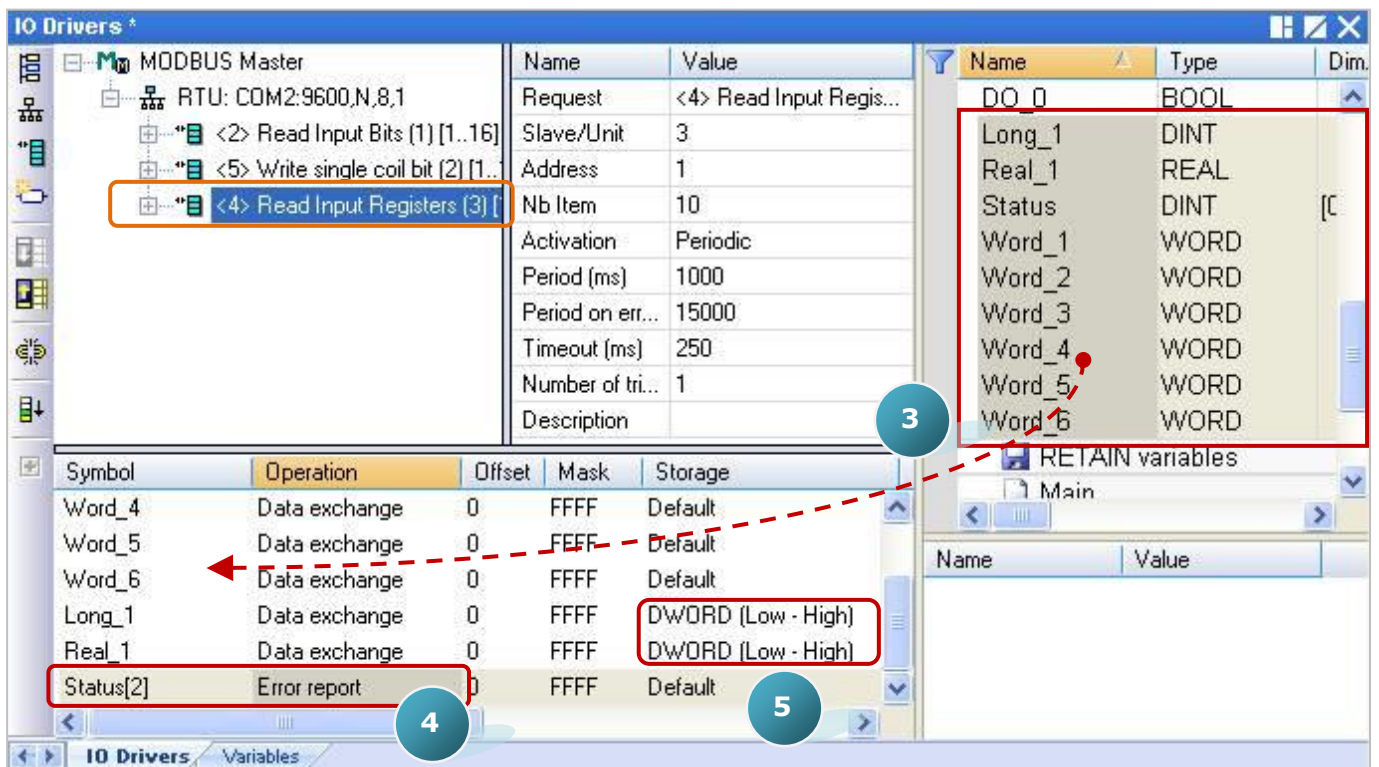 IO Drivers *
MODBUS Master
RTU: COM2:9600,N,8,1
<2> Read Input Bits (1) [1..16]
<5> Write single coil bit (2) [1..1
<4> Read Input Registers (3) [
Name Value
Request <4> Read Input Regis...
Slave/Unit 3
Address 1
Nb Item 10
Activation Periodic
Period (ms) 1000
Period on err... 15000
Timeout (ms) 250
Number of tri... 1
Description
Name Type Dim.
DO_0 BOOL
Long_1 DINT
Real_1 REAL
Status DINT
Word_1 WORD
Word_2 WORD
Word_3 WORD
Word_4 WORD
Word_5 WORD
Word_6 WORD
RETAIN variables
Main
3
Symbol Operation Offset Mask Storage
Word_4 Data exchange 0 FFFF Default
Word_5 Data exchange 0 FFFF Default
Word_6 Data exchange 0 FFFF Default
Long_1 Data exchange 0 FFFF DWORD (Low - High)
Real_1 Data exchange 0 FFFF DWORD (Low - High)
Status[2] Error report 0 FFFF Default
4
5
Name Value
IO Drivers Variables